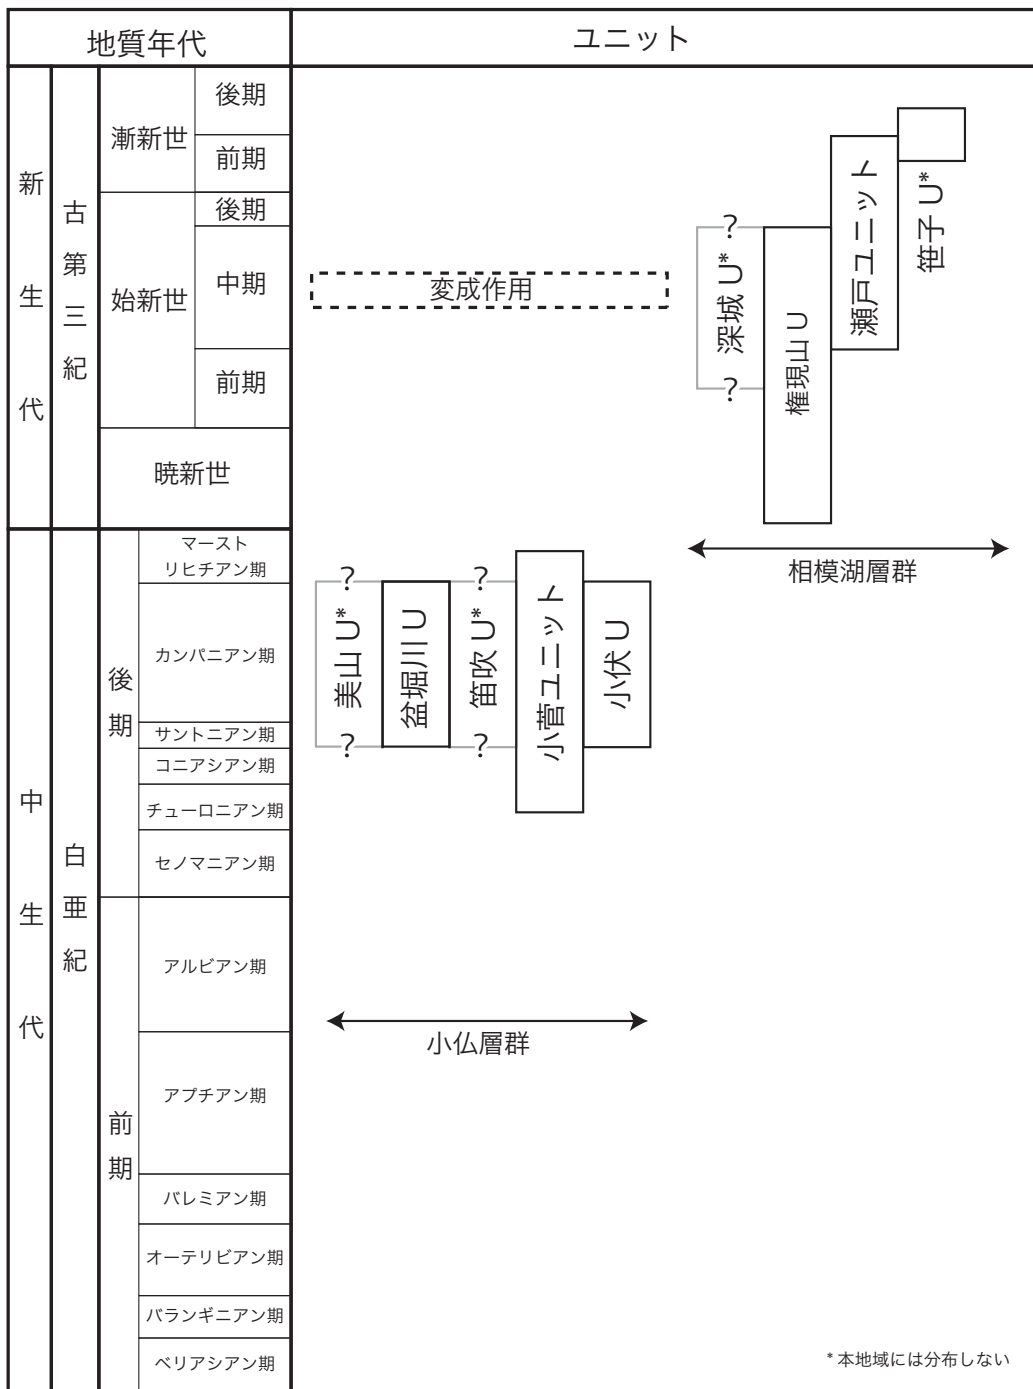 地質年代
ユニット
新生代
古第三紀
漸新世
後期
前期
始新世
後期
中期
前期
暁新世
変成作用
?
深城 U*
?
権現山 U
瀬戸ユニット
笹子 U*
相模湖層群
中生代
白亜紀
後期
マースト
リヒチアン期
カンパニアン期
サントニアン期
コニアシアン期
チューロニアン期
セノマニアン期
前期
アルビアン期
アプチアン期
バレミアン期
オーテリビアン期
バランギニアン期
ベリアシアン期
?
美山 U*
?
盆堀川 U
?
笛吹 U*
?
小菅ユニット
小伏 U
小仏層群
* 本地域には分布しない